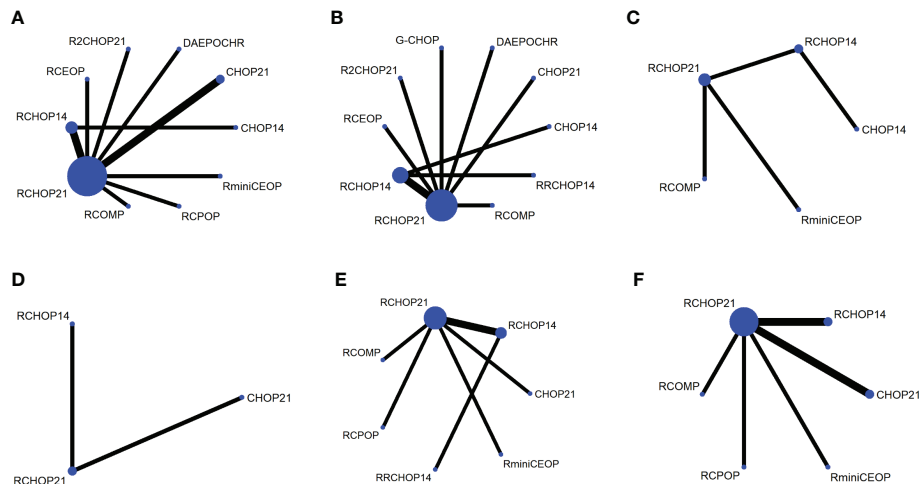 A
R2CHOP21
DAEPOCHR
RCEOP
CHOP21
RCHOP14
CHOP14
RCHOP21
RminiCEOP
RCOMP
RCPOP
B
G-CHOP
DAEPOCHR
R2CHOP21
CHOP21
RCEOP
CHOP14
RCHOP14
RRCHOP14
RCHOP21
RCOMP
C
RCHOP14
RCHOP21
CHOP14
RCOMP
RminiCEOP
D
RCHOP14
CHOP21
RCHOP21
E
RCHOP21
RCHOP14
RCOMP
CHOP21
RCPOP
RminiCEOP
RRCHOP14
F
RCHOP21
RCHOP14
RCOMP
CHOP21
RCPOP
RminiCEOP